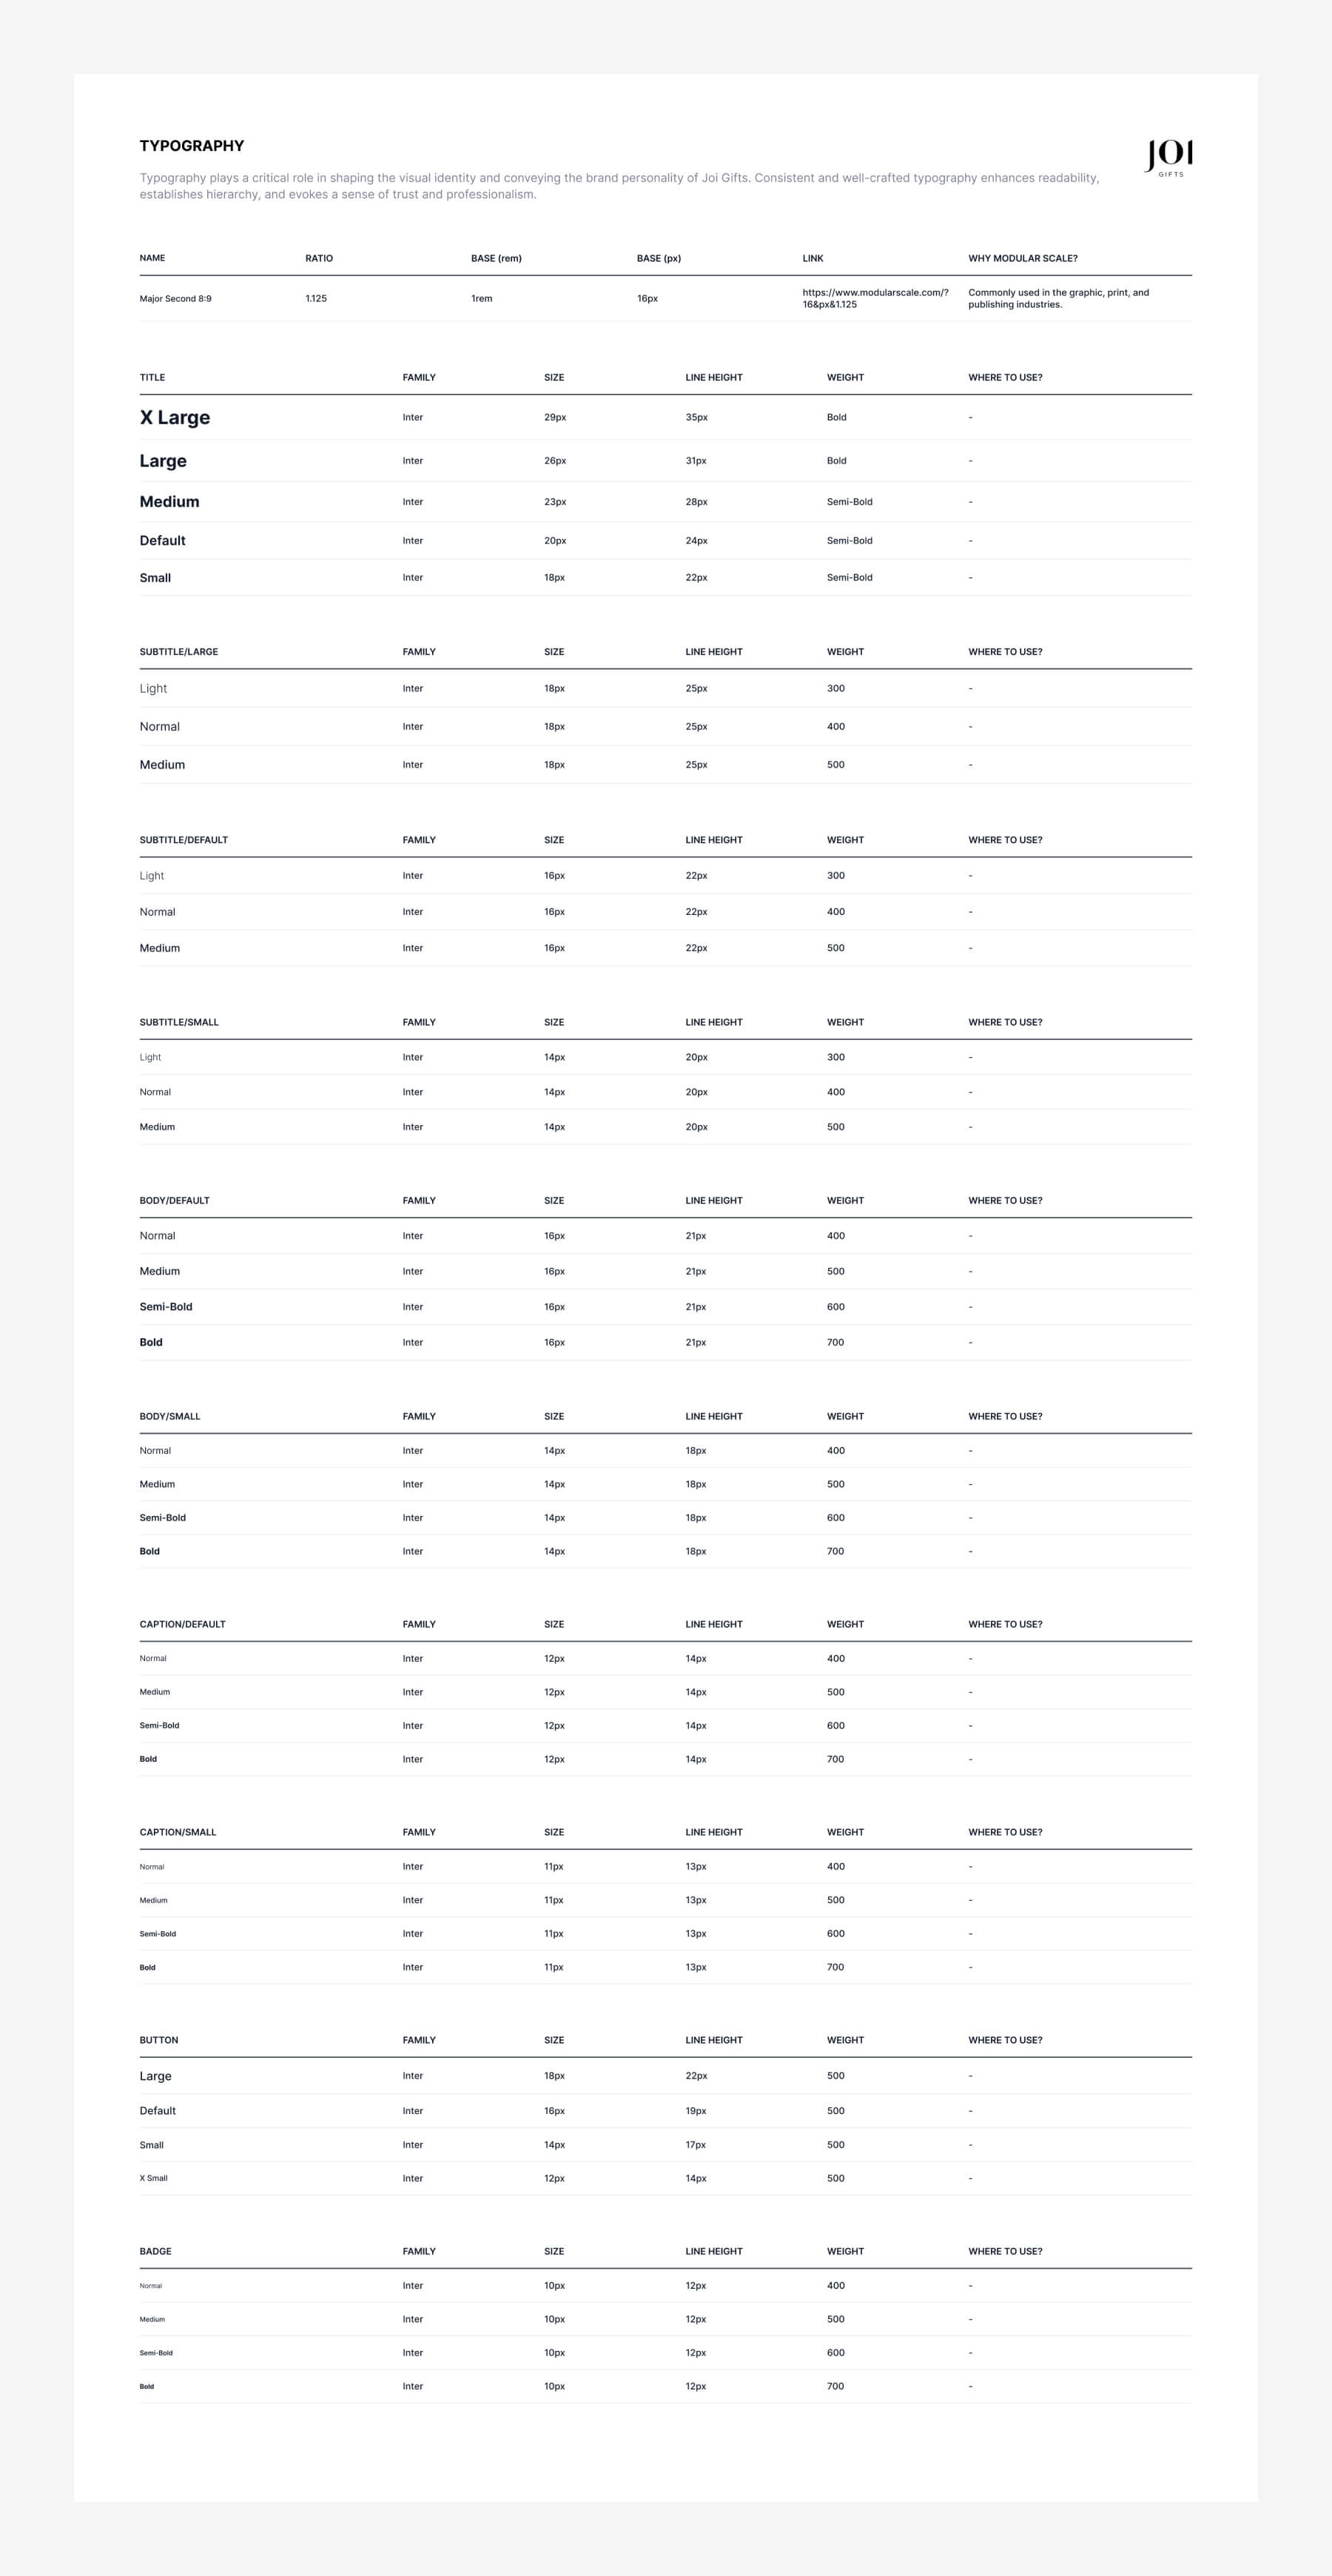 TYPOGRAPHY
JOI
GIFTS
Typography plays a critical role in shaping the visual identity and conveying the brand personality of Joi Gifts. Consistent and well-crafted typography enhances readability,
establishes hierarchy, and evokes a sense of trust and professionalism.
NAME RATIO BASE (rem) BASE (px) LINK WHY MODULAR SCALE?
Major Second 8:9 1.125 1rem 16px https://www.modularscale.com/? Commonly used in the graphic, print, and
16&px&1.125 publishing industries.
TITLE FAMILY SIZE LINE HEIGHT WEIGHT WHERE TO USE?
X Large Inter 29px 35px Bold -
Large Inter 26px 31px Bold -
Medium Inter 23px 28px Semi-Bold -
Default Inter 20px 24px Semi-Bold -
Small Inter 18px 22px Semi-Bold -
SUBTITLE/LARGE FAMILY SIZE LINE HEIGHT WEIGHT WHERE TO USE?
Light Inter 18px 25px 300 -
Normal Inter 18px 25px 400 -
Medium Inter 18px 25px 500 -
SUBTITLE/DEFAULT FAMILY SIZE LINE HEIGHT WEIGHT WHERE TO USE?
Light Inter 16px 22px 300 -
Normal Inter 16px 22px 400 -
Medium Inter 16px 22px 500 -
SUBTITLE/SMALL FAMILY SIZE LINE HEIGHT WEIGHT WHERE TO USE?
Light Inter 14px 20px 300 -
Normal Inter 14px 20px 400 -
Medium Inter 14px 20px 500 -
BODY/DEFAULT FAMILY SIZE LINE HEIGHT WEIGHT WHERE TO USE?
Normal Inter 16px 21px 400 -
Medium Inter 16px 21px 500 -
Semi-Bold Inter 16px 21px 600 -
Bold Inter 16px 21px 700 -
BODY/SMALL FAMILY SIZE LINE HEIGHT WEIGHT WHERE TO USE?
Normal Inter 14px 18px 400 -
Medium Inter 14px 18px 500 -
Semi-Bold Inter 14px 18px 600 -
Bold Inter 14px 18px 700 -
CAPTION/DEFAULT FAMILY SIZE LINE HEIGHT WEIGHT WHERE TO USE?
Normal Inter 12px 14px 400 -
Medium Inter 12px 14px 500 -
Semi-Bold Inter 12px 14px 600 -
Bold Inter 12px 14px 700 -
CAPTION/SMALL FAMILY SIZE LINE HEIGHT WEIGHT WHERE TO USE?
Normal Inter 11px 13px 400 -
Medium Inter 11px 13px 500 -
Semi-Bold Inter 11px 13px 600 -
Bold Inter 11px 13px 700 -
BUTTON FAMILY SIZE LINE HEIGHT WEIGHT WHERE TO USE?
Large Inter 18px 22px 500 -
Default Inter 16px 19px 500 -
Small Inter 14px 17px 500 -
X Small Inter 12px 14px 500 -
BADGE FAMILY SIZE LINE HEIGHT WEIGHT WHERE TO USE?
Normal Inter 10px 12px 400 -
Medium Inter 10px 12px 500 -
Semi-Bold Inter 10px 12px 600 -
Bold Inter 10px 12px 700 -